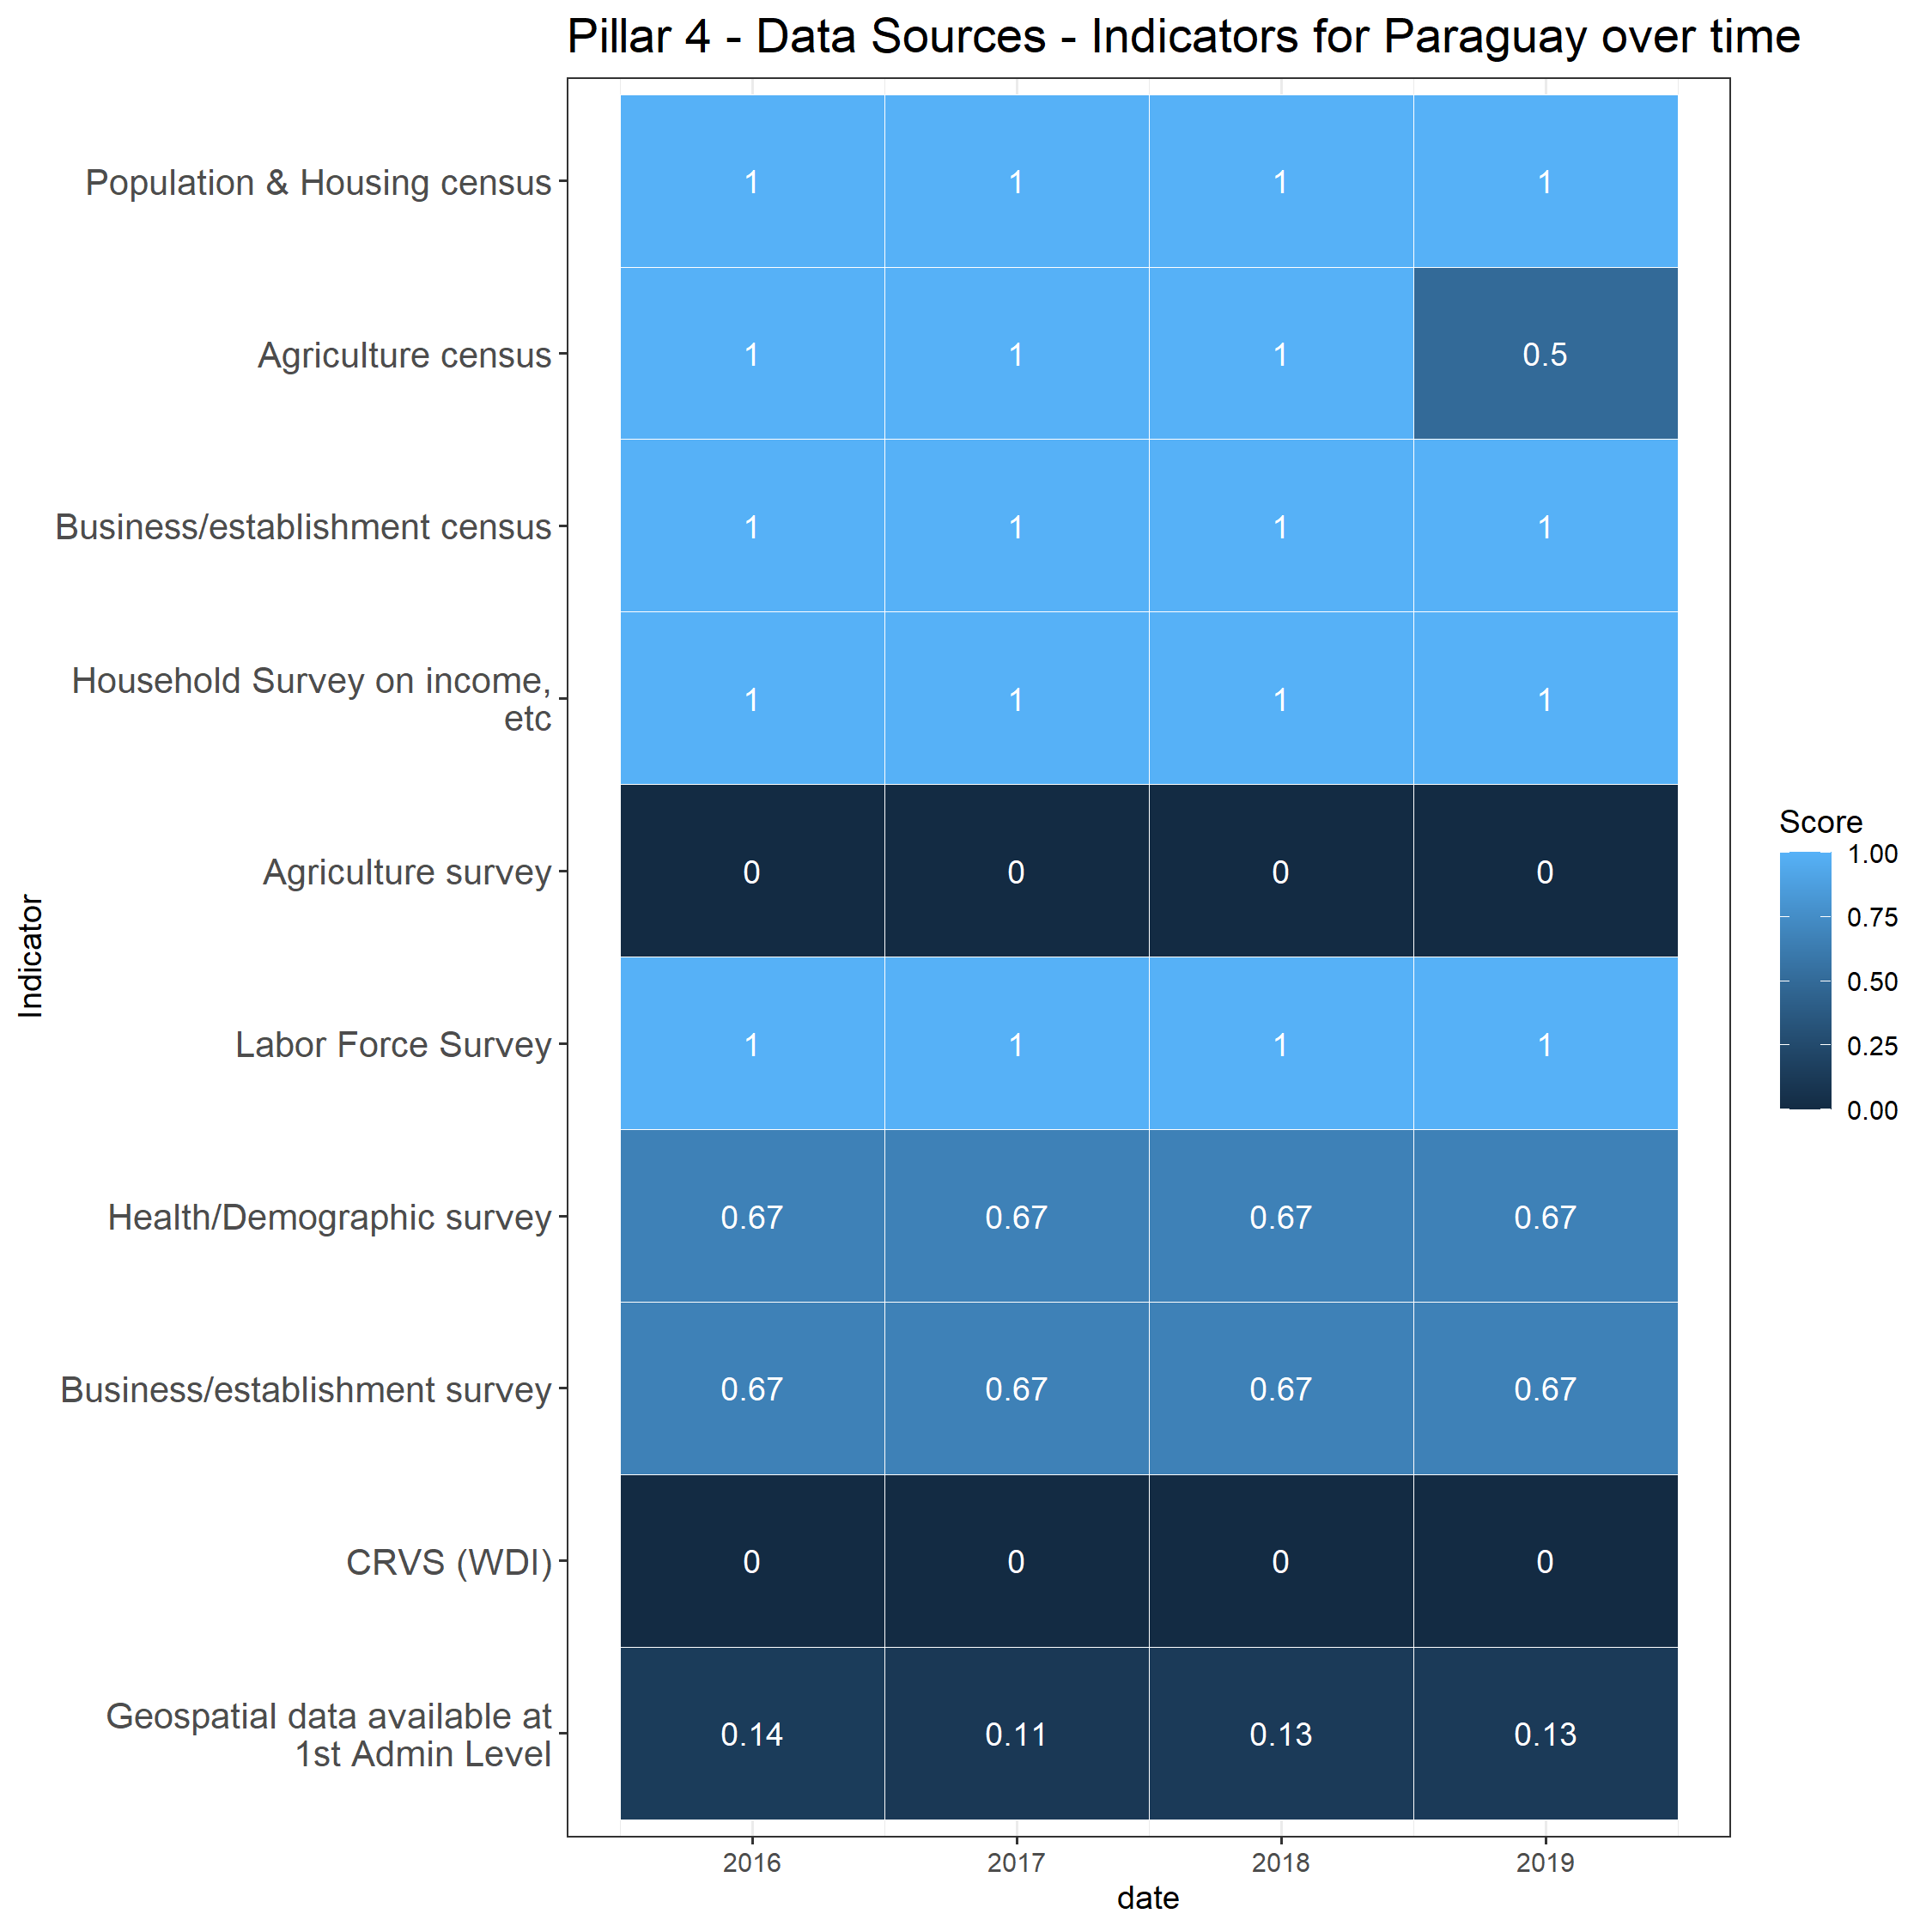 Pillar 4 - Data Sources - Indicators for Paraguay over time
Population & Housing census
1 1 1 1
Agriculture census
1 1 1 0.5
Business/establishment census
1 1 1 1
Household Survey on income,
etc
1 1 1 1
Agriculture survey
0 0 0 0
Labor Force Survey
1 1 1 1
Health/Demographic survey
0.67 0.67 0.67 0.67
Business/establishment survey
0.67 0.67 0.67 0.67
CRVS (WDI)
0 0 0 0
Geospatial data available at
1st Admin Level
0.14 0.11 0.13 0.13
2016 2017 2018 2019
date
Indicator
Score
1.00
0.75
0.50
0.25
0.00